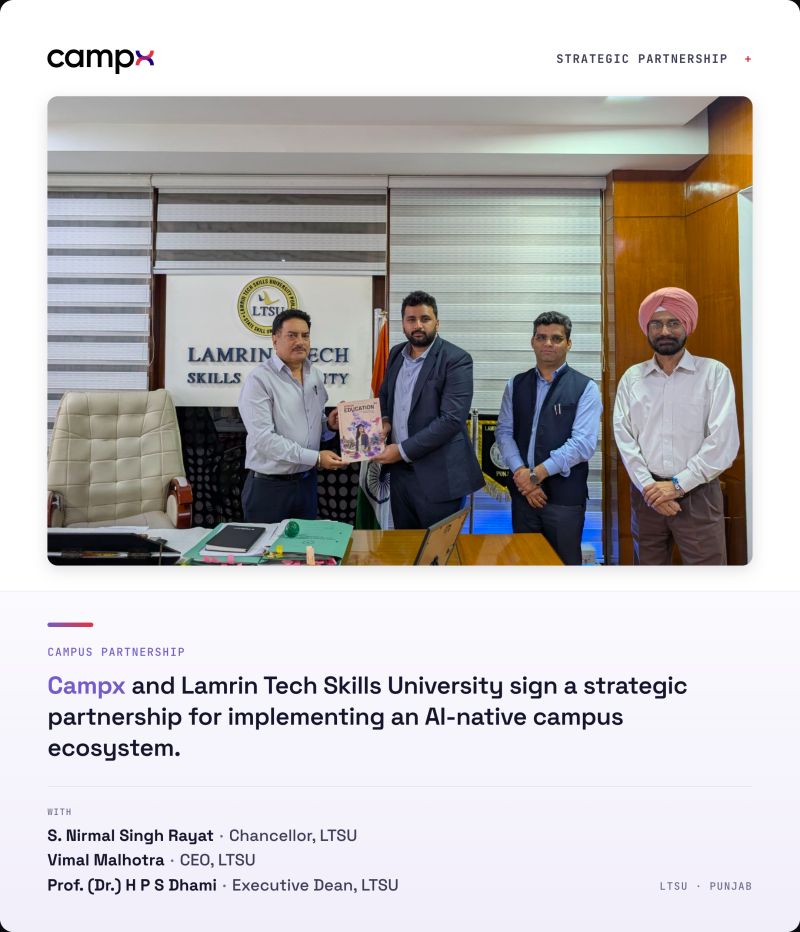 campx
STRATEGIC PARTNERSHIP +
LTSU
LAMRIN TECH
SKILLS
EDUCATION
CAMPUS PARTNERSHIP
Campx and Lamrin Tech Skills University sign a strategic
partnership for implementing an AI-native campus
ecosystem.
WITH
S. Nirmal Singh Rayat · Chancellor, LTSU
Vimal Malhotra · CEO, LTSU
Prof. (Dr.) H P S Dhami · Executive Dean, LTSU
LTSU · PUNJAB